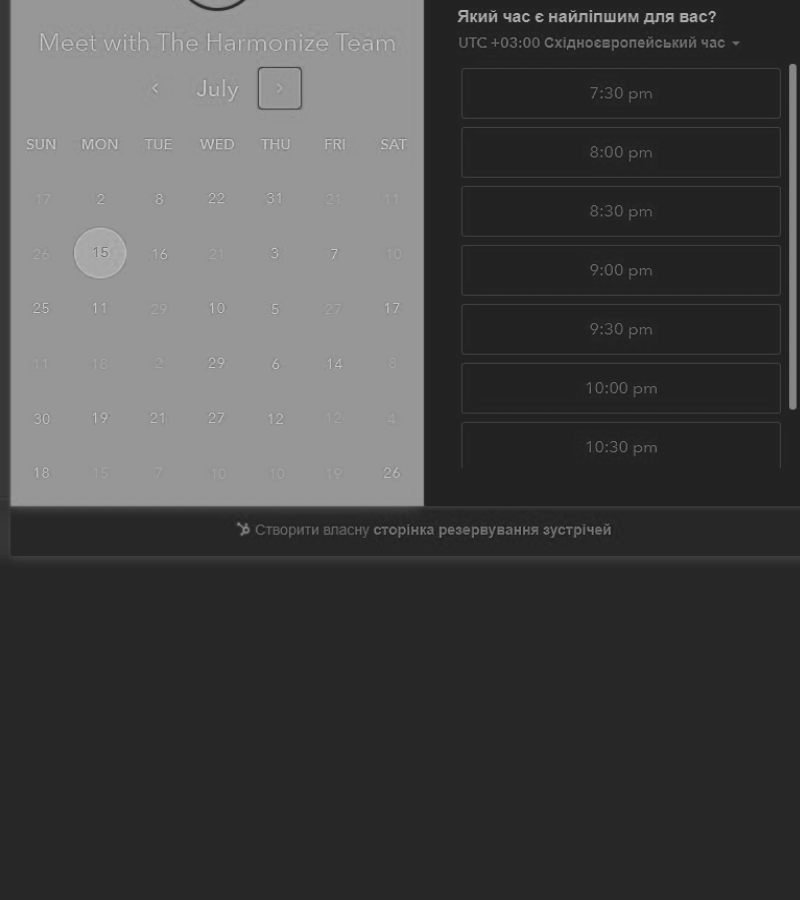 Meet with The Harmonize Team
July
SUN MON TUE WED THU FRI SAT
17 2 8 22 31 21 11
26 15 16 21 3 7 10
25 11 29 10 5 27 17
11 18 2 29 6 14 8
30 19 21 27 12 12 4
18 15 7 10 10 19 26
Який час є найліпшим для вас?
UTC +03:00 Східноєвропейський час
7:30 pm
8:00 pm
8:30 pm
9:00 pm
9:30 pm
10:00 pm
10:30 pm
Створити власну сторінка резервування зустрічей